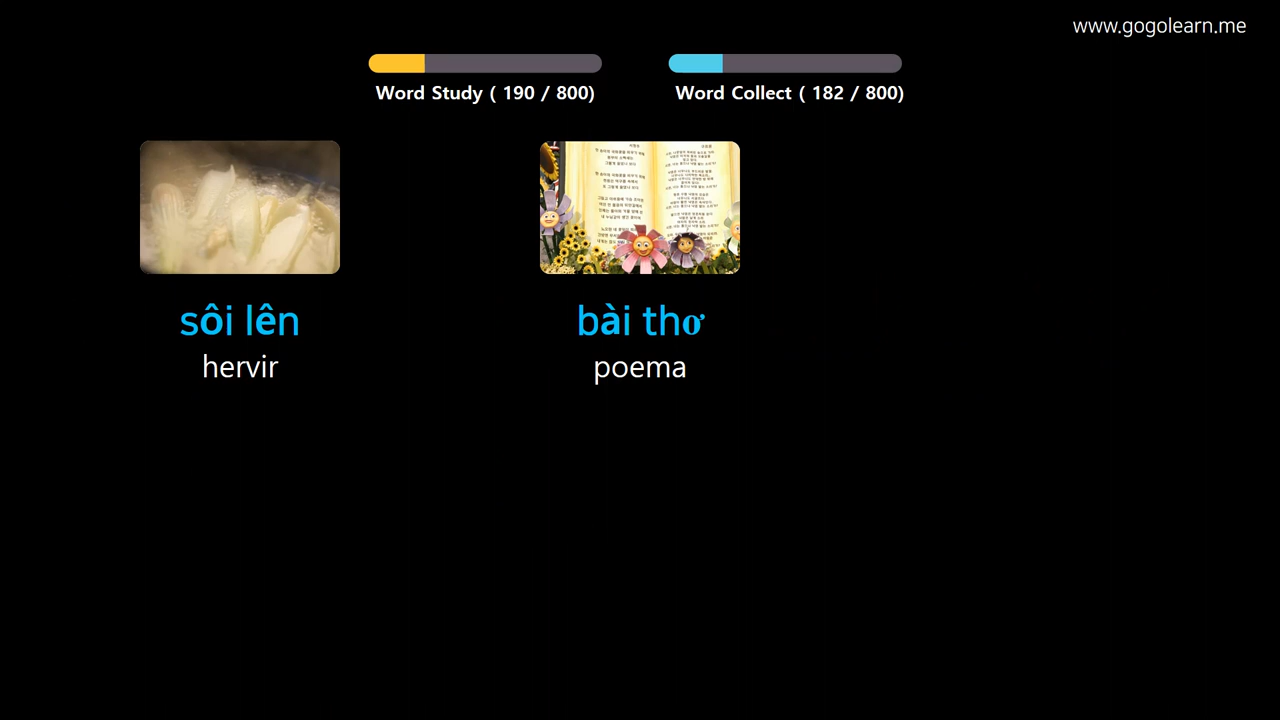 www.gogolearn.me
Word Study ( 190 / 800)
Word Collect ( 182 / 800)
sôi lên
hervir
bài thơ
poema